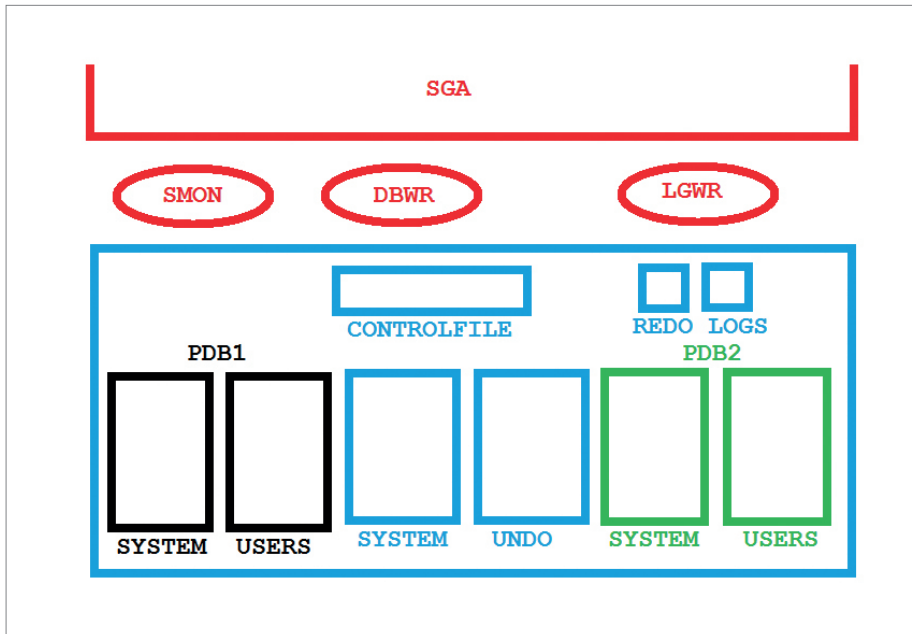 SGA
SMON DBWR LGWR
CONTROLFILE REDO LOGS
PDB1 PDB2
SYSTEM USERS SYSTEM UNDO SYSTEM USERS